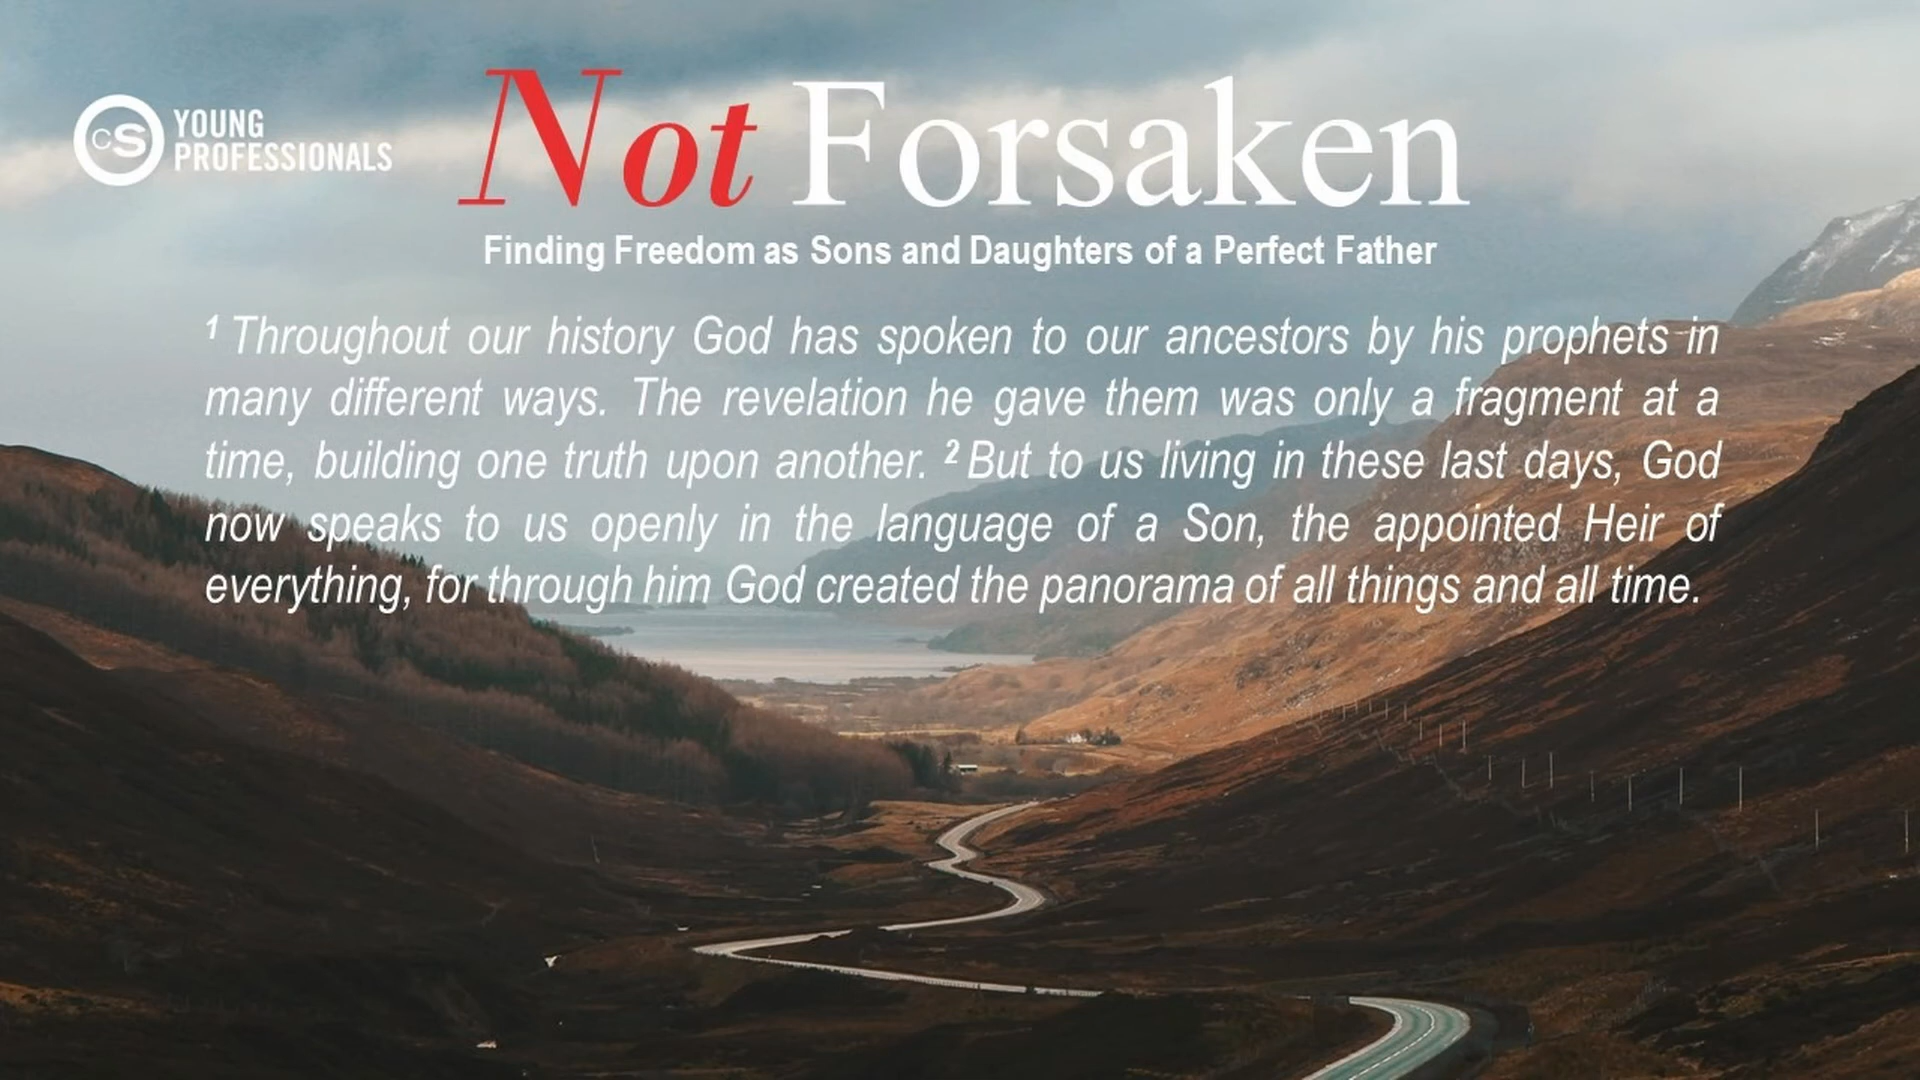 CS YOUNG
PROFESSIONALS
Not Forsaken
Finding Freedom as Sons and Daughters of a Perfect Father
¹ Throughout our history God has spoken to our ancestors by his prophets in
many different ways. The revelation he gave them was only a fragment at a
time, building one truth upon another. ² But to us living in these last days, God
now speaks to us openly in the language of a Son, the appointed Heir of
everything, for through him God created the panorama of all things and all time.